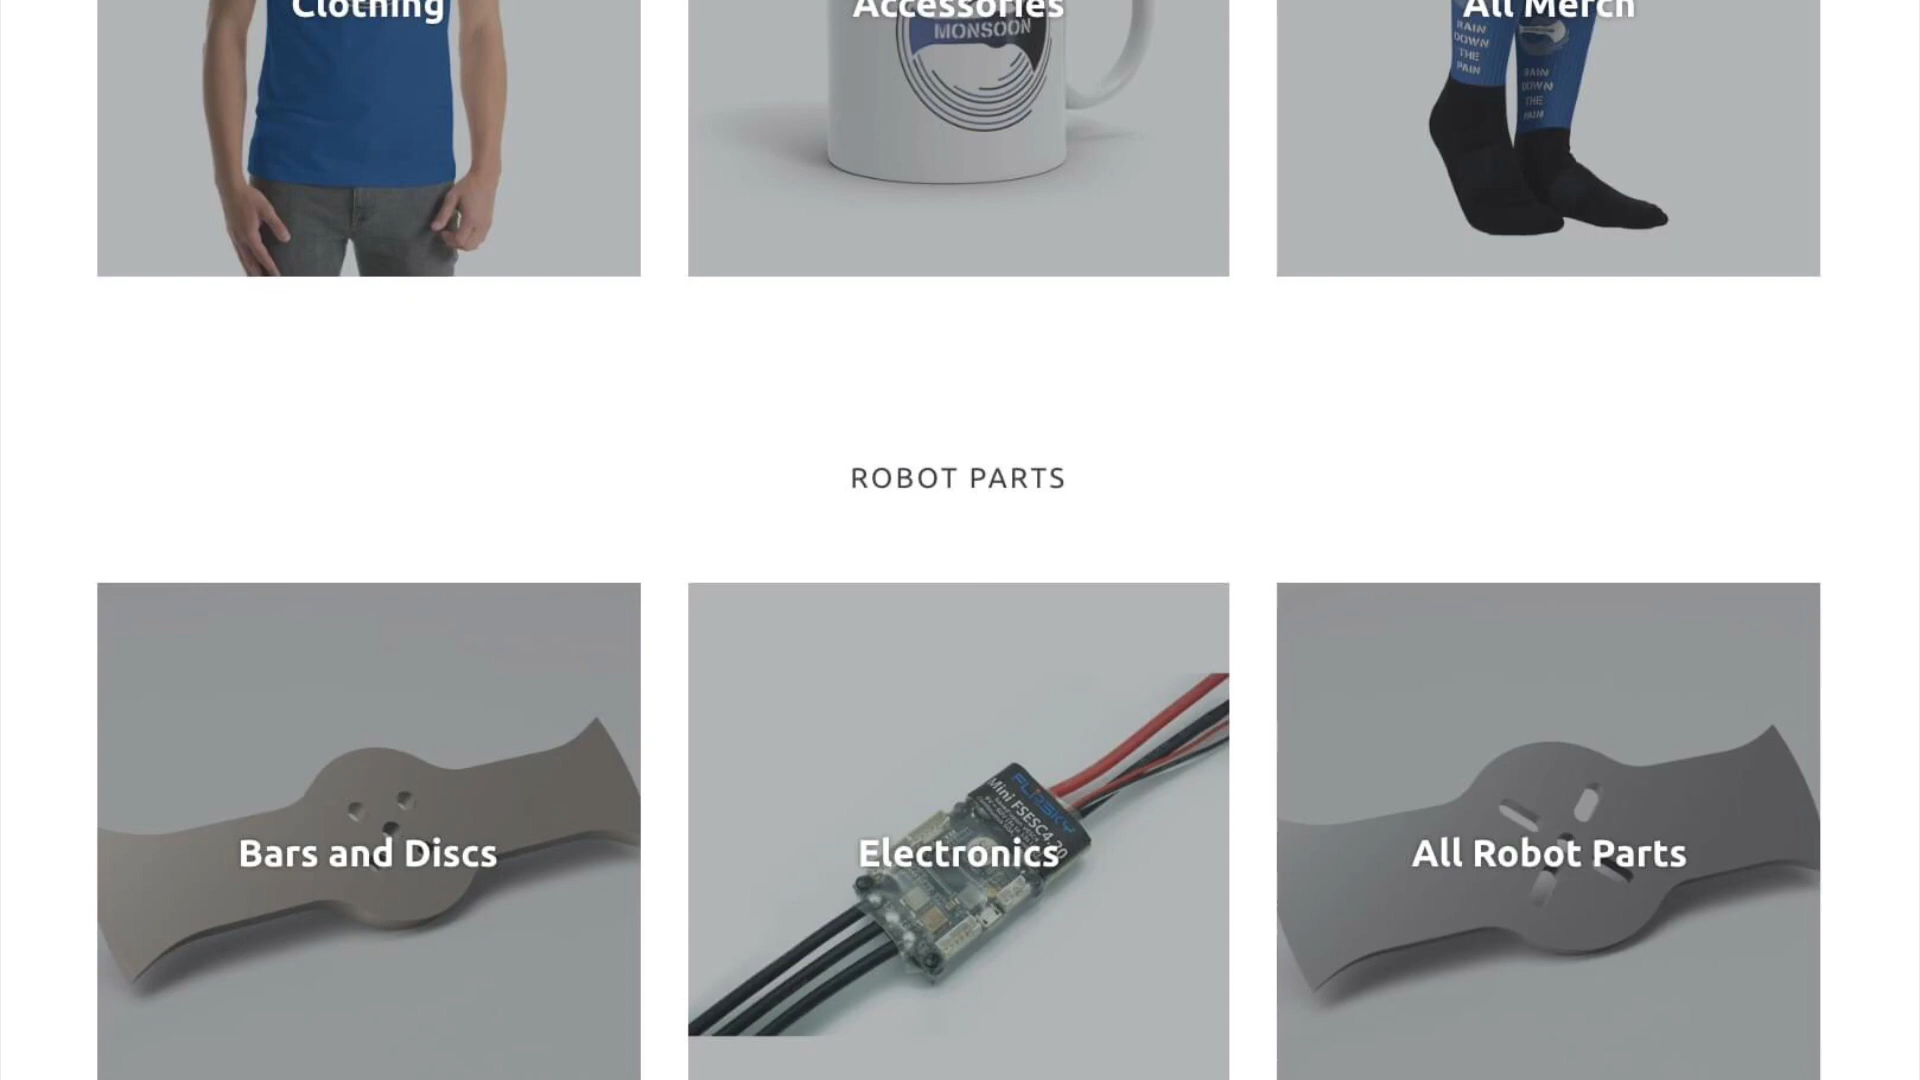 Clothing
Accessories
All Merch
MONSOON
RAIN
DOWN
THE
PAIN
RAIN
DOWN
THE
PAIN
ROBOT PARTS
FLIPSKY
Mini FSESC4.20
Bars and Discs
Electronics
All Robot Parts